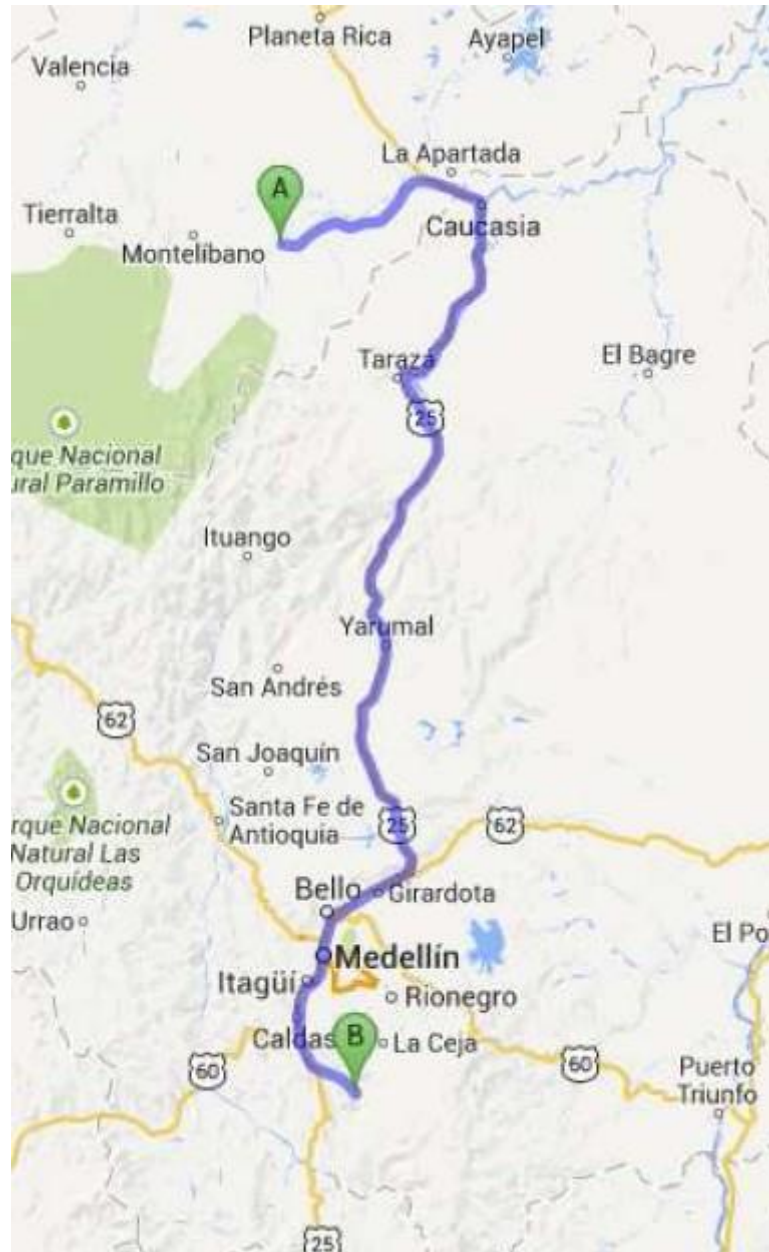 Planeta Rica
Ayapel
Valencia
La Apartada
A
Tierralta
Montelíbano
Caucasia
Tarazá
El Bagre
25
que Nacional
ural Paramillo
Ituango
Yarumal
San Andrés
62
San Joaquín
Santa Fe de
Antioquia
25
62
rque Nacional
Natural Las
Orquídeas
Bello
Girardota
Urrao
El Po
Medellín
Itagüí
Rionegro
Caldas
B
La Ceja
60
60
Puerto
Triunfo
25